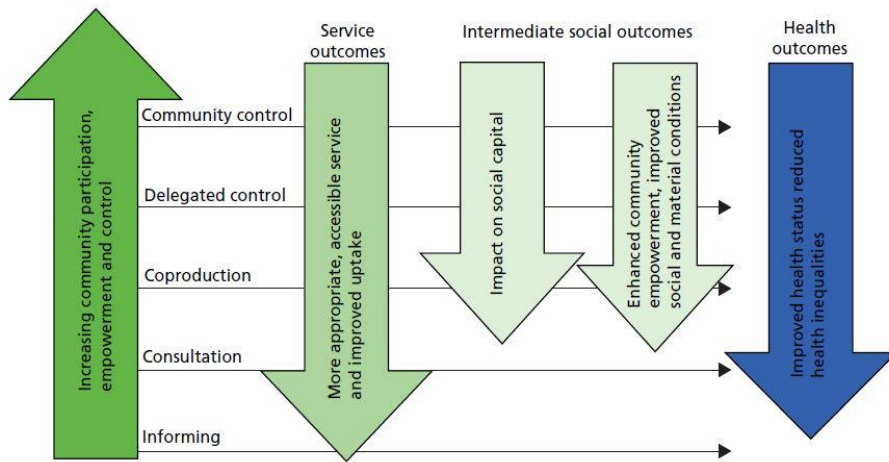 Service
outcomes
Intermediate social outcomes
Health
outcomes
Increasing community participation,
empowerment and control
Community control
Delegated control
Coproduction
Consultation
Informing
More appropriate, accessible service
and improved uptake
Impact on social capital
Enhanced community
empowerment, improved
social and material conditions
Improved health status reduced
health inequalities